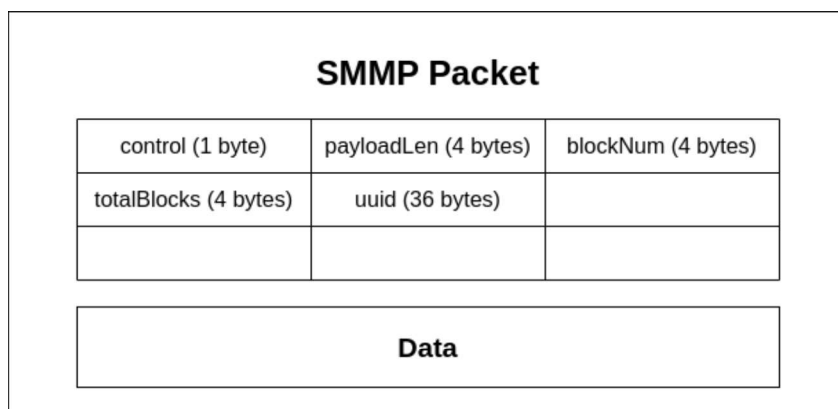 SMMP Packet
control (1 byte) payloadLen (4 bytes) blockNum (4 bytes)
totalBlocks (4 bytes) uuid (36 bytes)
Data